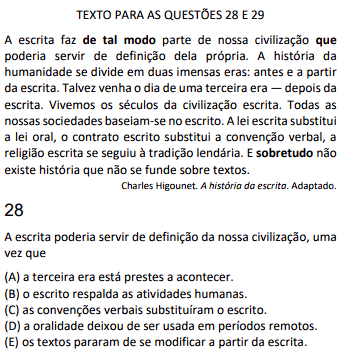 TEXTO PARA AS QUESTÕES 28 E 29
A escrita faz de tal modo parte de nossa civilização que
poderia servir de definição dela própria. A história da
humanidade se divide em duas imensas eras: antes e a partir
da escrita. Talvez venha o dia de uma terceira era — depois da
escrita. Vivemos os séculos da civilização escrita. Todas as
nossas sociedades baseiam-se no escrito. A lei escrita substitui
a lei oral, o contrato escrito substitui a convenção verbal, a
religião escrita se seguiu à tradição lendária. E sobretudo não
existe história que não se funde sobre textos.
Charles Higounet. A história da escrita. Adaptado.
28
A escrita poderia servir de definição da nossa civilização, uma
vez que
(A) a terceira era está prestes a acontecer.
(B) o escrito respalda as atividades humanas.
(C) as convenções verbais substituíram o escrito.
(D) a oralidade deixou de ser usada em períodos remotos.
(E) os textos pararam de se modificar a partir da escrita.